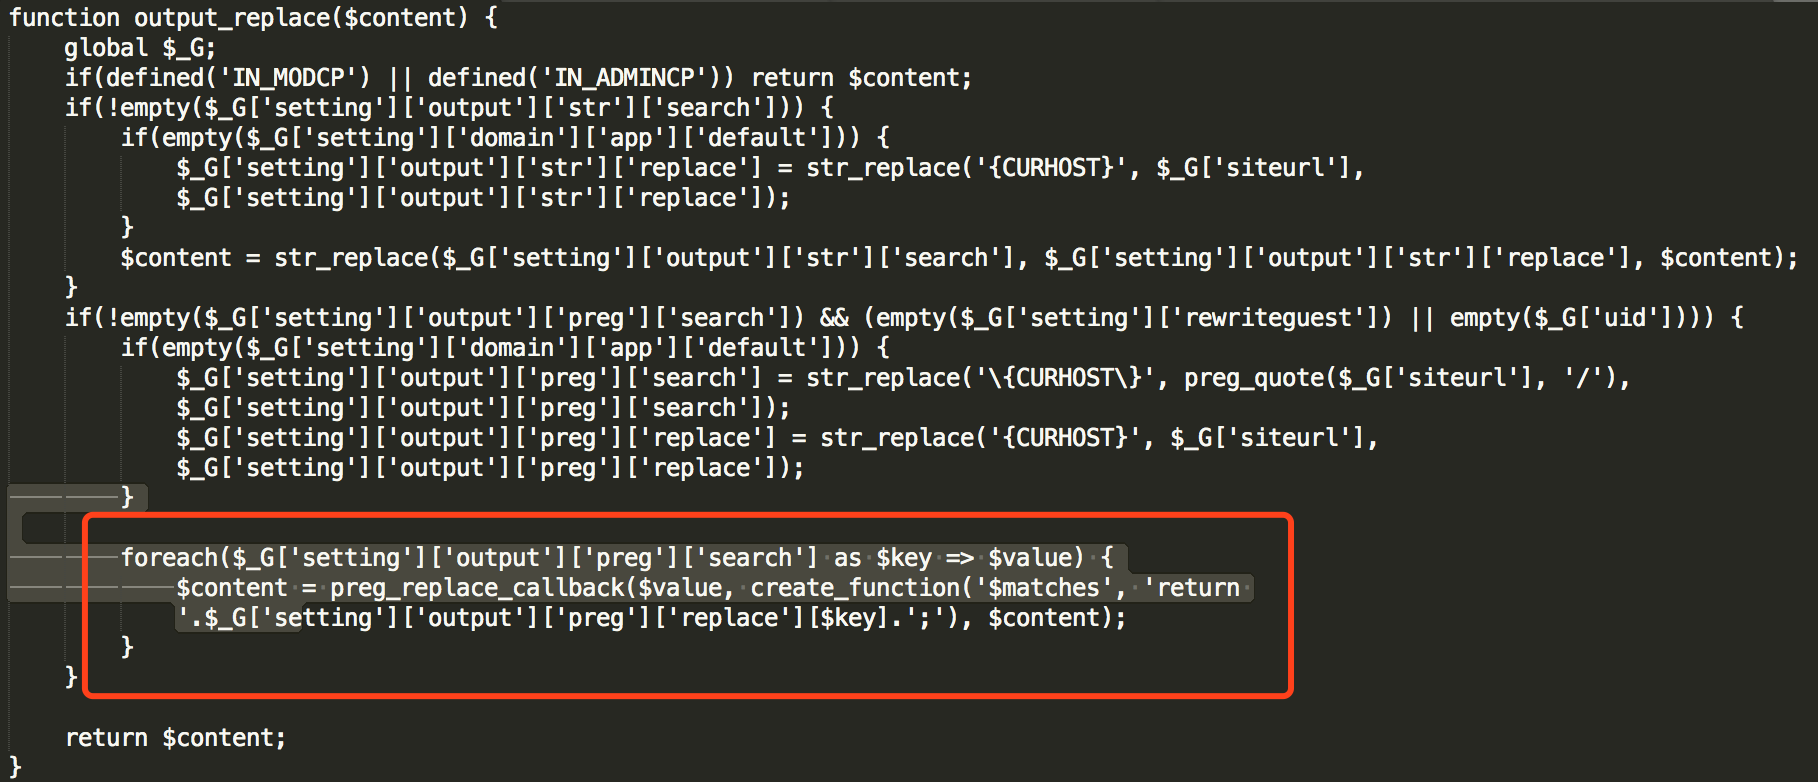 function output_replace($content) {
    global $_G;
    if(defined('IN_MODCP') || defined('IN_ADMINCP')) return $content;
    if(!empty($_G['setting']['output']['str']['search'])) {
        if(empty($_G['setting']['domain']['app']['default'])) {
            $_G['setting']['output']['str']['replace'] = str_replace('{CURHOST}', $_G['siteurl'],
            $_G['setting']['output']['str']['replace']);
        }
        $content = str_replace($_G['setting']['output']['str']['search'], $_G['setting']['output']['str']['replace'], $content);
    }
    if(!empty($_G['setting']['output']['preg']['search']) && (empty($_G['setting']['rewriteguest']) || empty($_G['uid']))) {
        if(empty($_G['setting']['domain']['app']['default'])) {
            $_G['setting']['output']['preg']['search'] = str_replace('\{CURHOST\}', preg_quote($_G['siteurl'], '/'),
            $_G['setting']['output']['preg']['search']);
            $_G['setting']['output']['preg']['replace'] = str_replace('{CURHOST}', $_G['siteurl'],
            $_G['setting']['output']['preg']['replace']);
        }
        foreach($_G['setting']['output']['preg']['search'] as $key => $value) {
            $content = preg_replace_callback($value, create_function('$matches', 'return
            '.$_G['setting']['output']['preg']['replace'][$key].';'), $content);
        }
    }
    return $content;
}